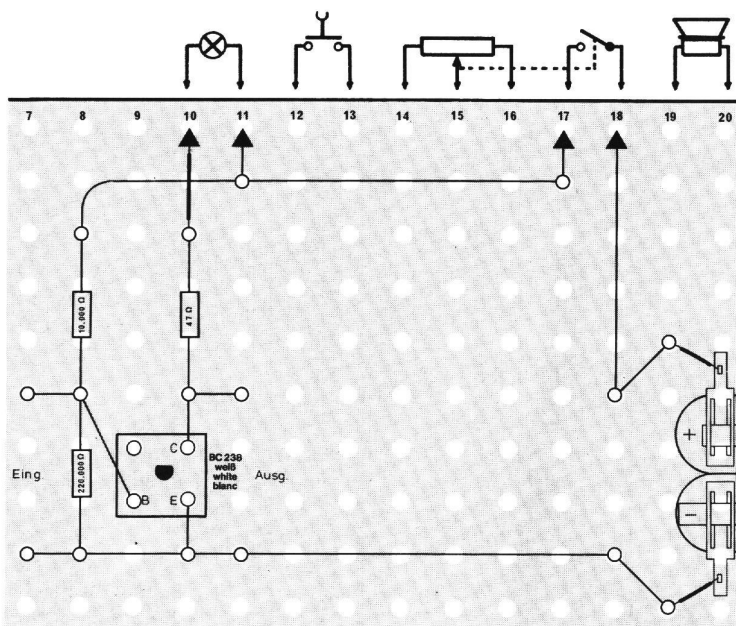 7 8 9 10 11 12 13 14 15 16 17 18 19 20
10.000 Ω
47 Ω
220.000 Ω
C
B
E
BC 238
weiß
white
blanc
Eing.
Ausg.
+
−